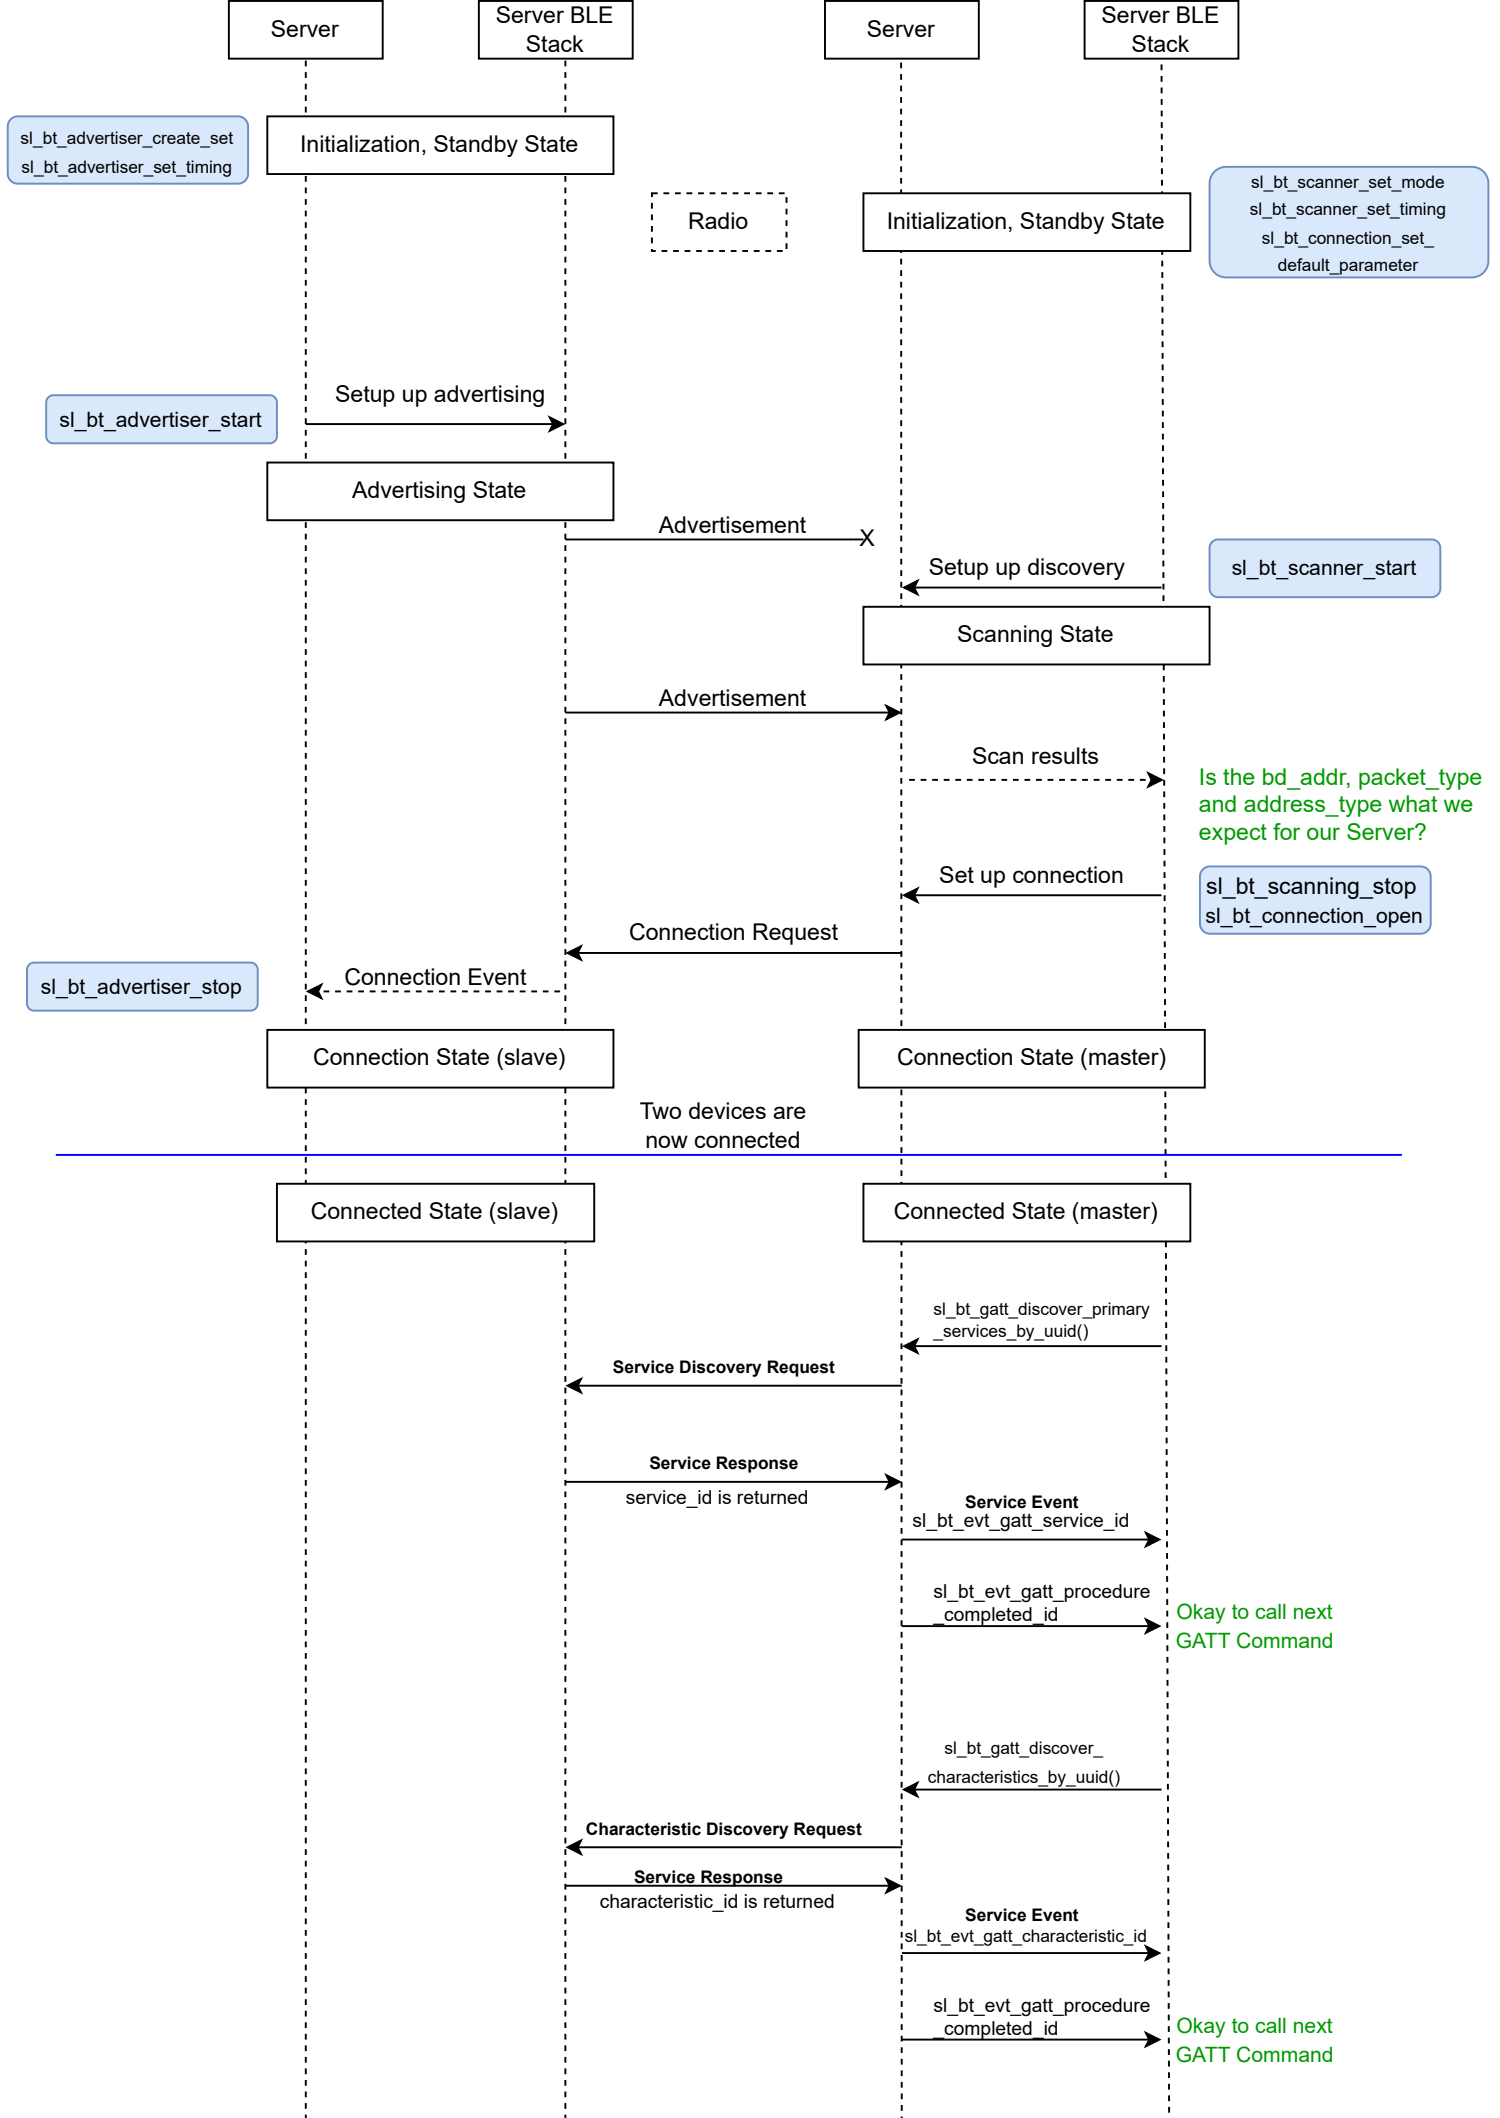 Server
Server BLE
Stack
Server
Server BLE
Stack
sl_bt_advertiser_create_set
sl_bt_advertiser_set_timing
Initialization, Standby State
Radio
Initialization, Standby State
sl_bt_scanner_set_mode
sl_bt_scanner_set_timing
sl_bt_connection_set_
default_parameter
Setup up advertising
sl_bt_advertiser_start
Advertising State
Advertisement
X
Setup up discovery
sl_bt_scanner_start
Scanning State
Advertisement
Scan results
Is the bd_addr, packet_type
and address_type what we
expect for our Server?
Set up connection
sl_bt_scanning_stop
sl_bt_connection_open
Connection Request
Connection Event
sl_bt_advertiser_stop
Connection State (slave)
Connection State (master)
Two devices are
now connected
Connected State (slave)
Connected State (master)
sl_bt_gatt_discover_primary
_services_by_uuid()
Service Discovery Request
Service Response
service_id is returned
Service Event
sl_bt_evt_gatt_service_id
sl_bt_evt_gatt_procedure
_completed_id
Okay to call next
GATT Command
sl_bt_gatt_discover_
characteristics_by_uuid()
Characteristic Discovery Request
Service Response
characteristic_id is returned
Service Event
sl_bt_evt_gatt_characteristic_id
sl_bt_evt_gatt_procedure
_completed_id
Okay to call next
GATT Command